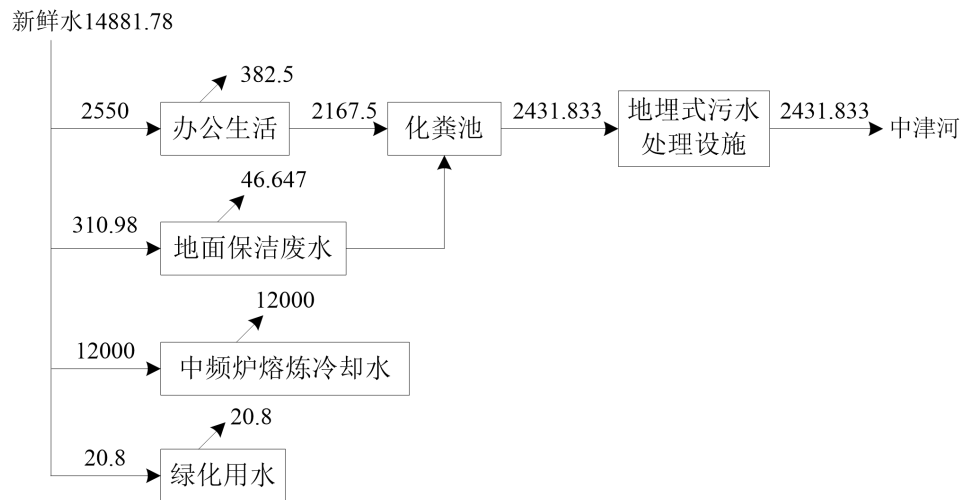 新鲜水14881.78
382.5
2550
办公生活
2167.5
化粪池
2431.833
地埋式污水
处理设施
2431.833
中津河
46.647
310.98
地面保洁废水
12000
12000
中频炉熔炼冷却水
20.8
20.8
绿化用水